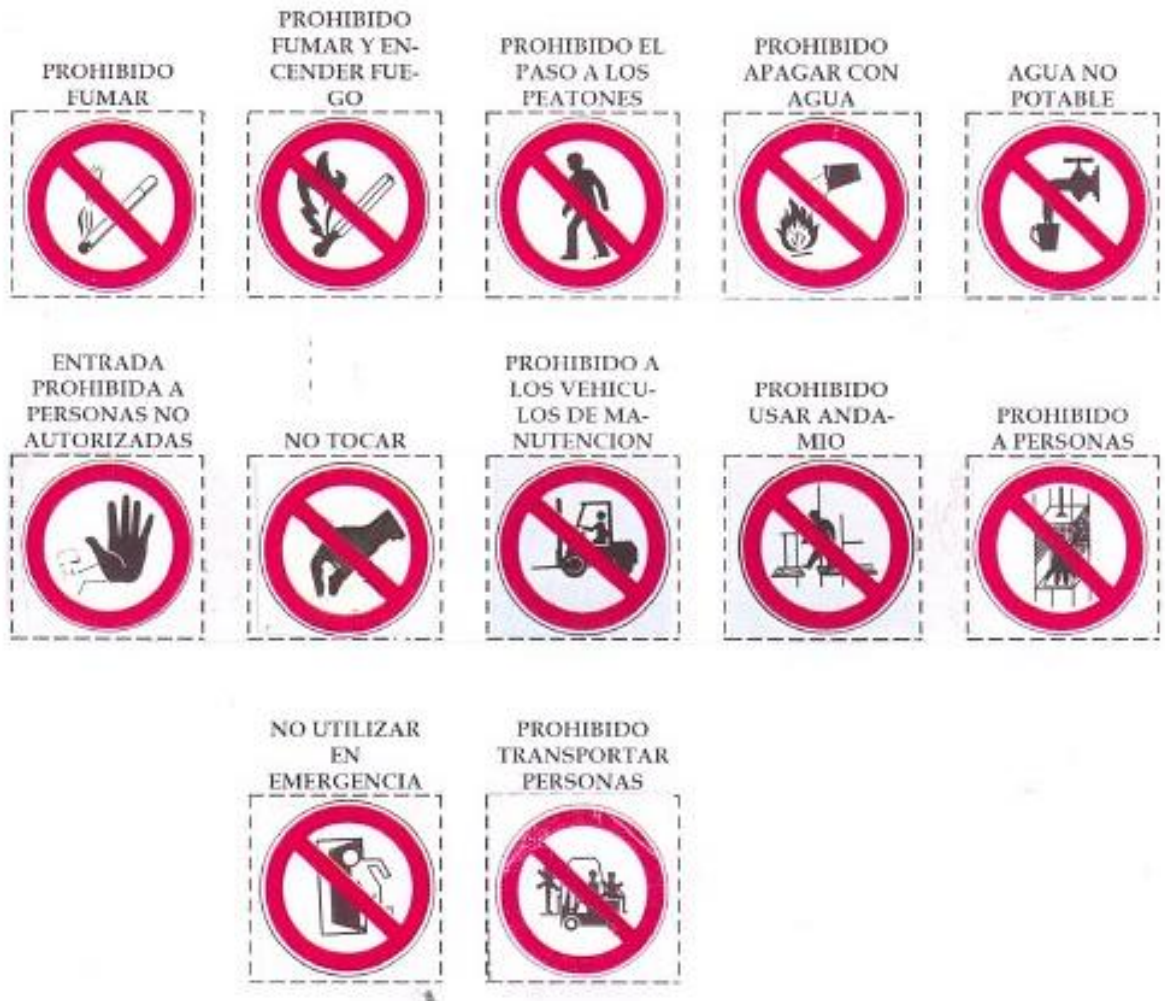 PROHIBIDO
FUMAR
PROHIBIDO
FUMAR Y EN-
CENDER FUE-
GO
PROHIBIDO EL
PASO A LOS
PEATONES
PROHIBIDO
APAGAR CON
AGUA
AGUA NO
POTABLE
ENTRADA
PROHIBIDA A
PERSONAS NO
AUTORIZADAS
NO TOCAR
PROHIBIDO A
LOS VEHICU-
LOS DE MA-
NUTENCION
PROHIBIDO
USAR ANDA-
MIO
PROHIBIDO
A PERSONAS
NO UTILIZAR
EN
EMERGENCIA
PROHIBIDO
TRANSPORTAR
PERSONAS